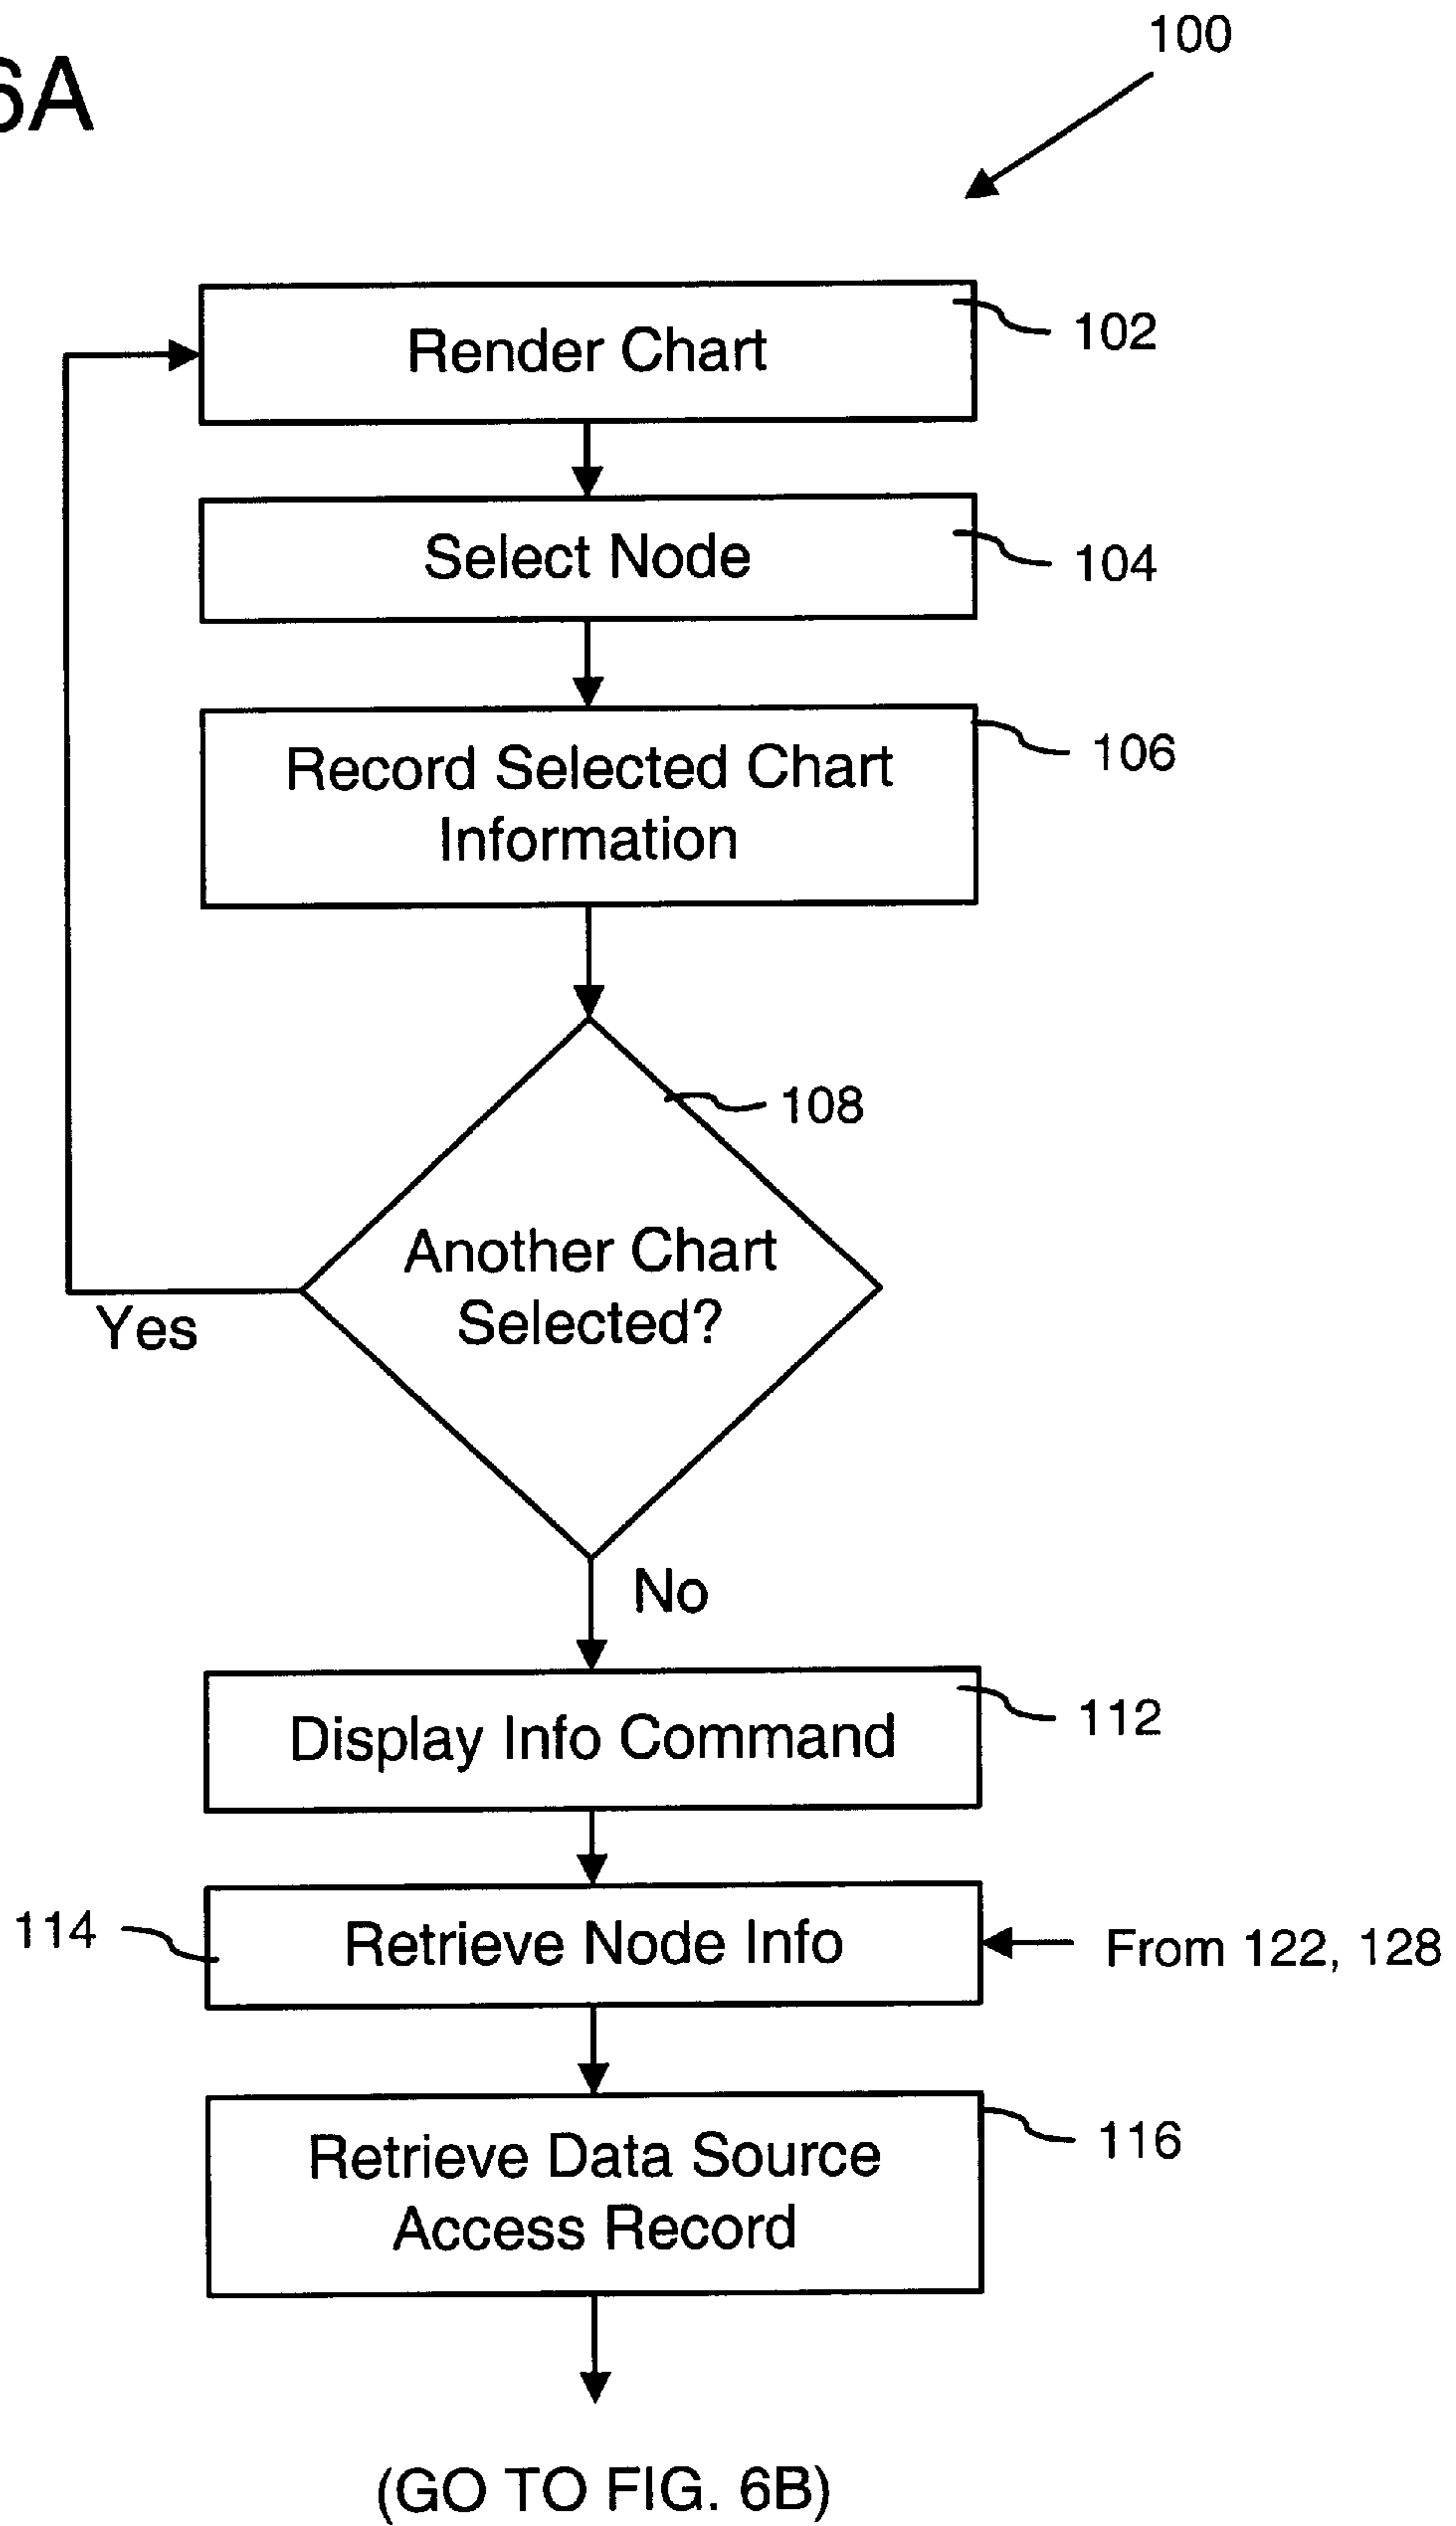 6A
100
Render Chart
102
Select Node
104
Record Selected Chart
Information
106
108
Another Chart
Selected?
Yes
No
Display Info Command
112
114
Retrieve Node Info
From 122, 128
Retrieve Data Source
Access Record
116
(GO TO FIG. 6B)